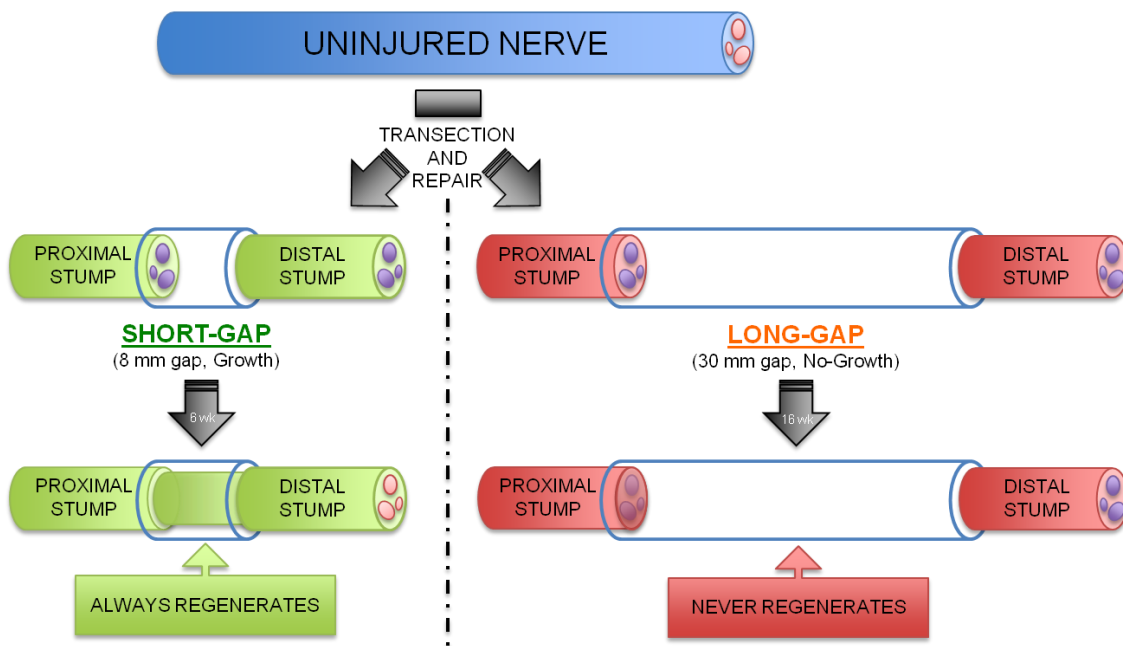 UNINJURED NERVE
TRANSECTION
AND
REPAIR
PROXIMAL
STUMP
DISTAL
STUMP
SHORT-GAP
(8 mm gap, Growth)
6 wk
PROXIMAL
STUMP
DISTAL
STUMP
ALWAYS REGENERATES
PROXIMAL
STUMP
DISTAL
STUMP
LONG-GAP
(30 mm gap, No-Growth)
16 wk
PROXIMAL
STUMP
DISTAL
STUMP
NEVER REGENERATES